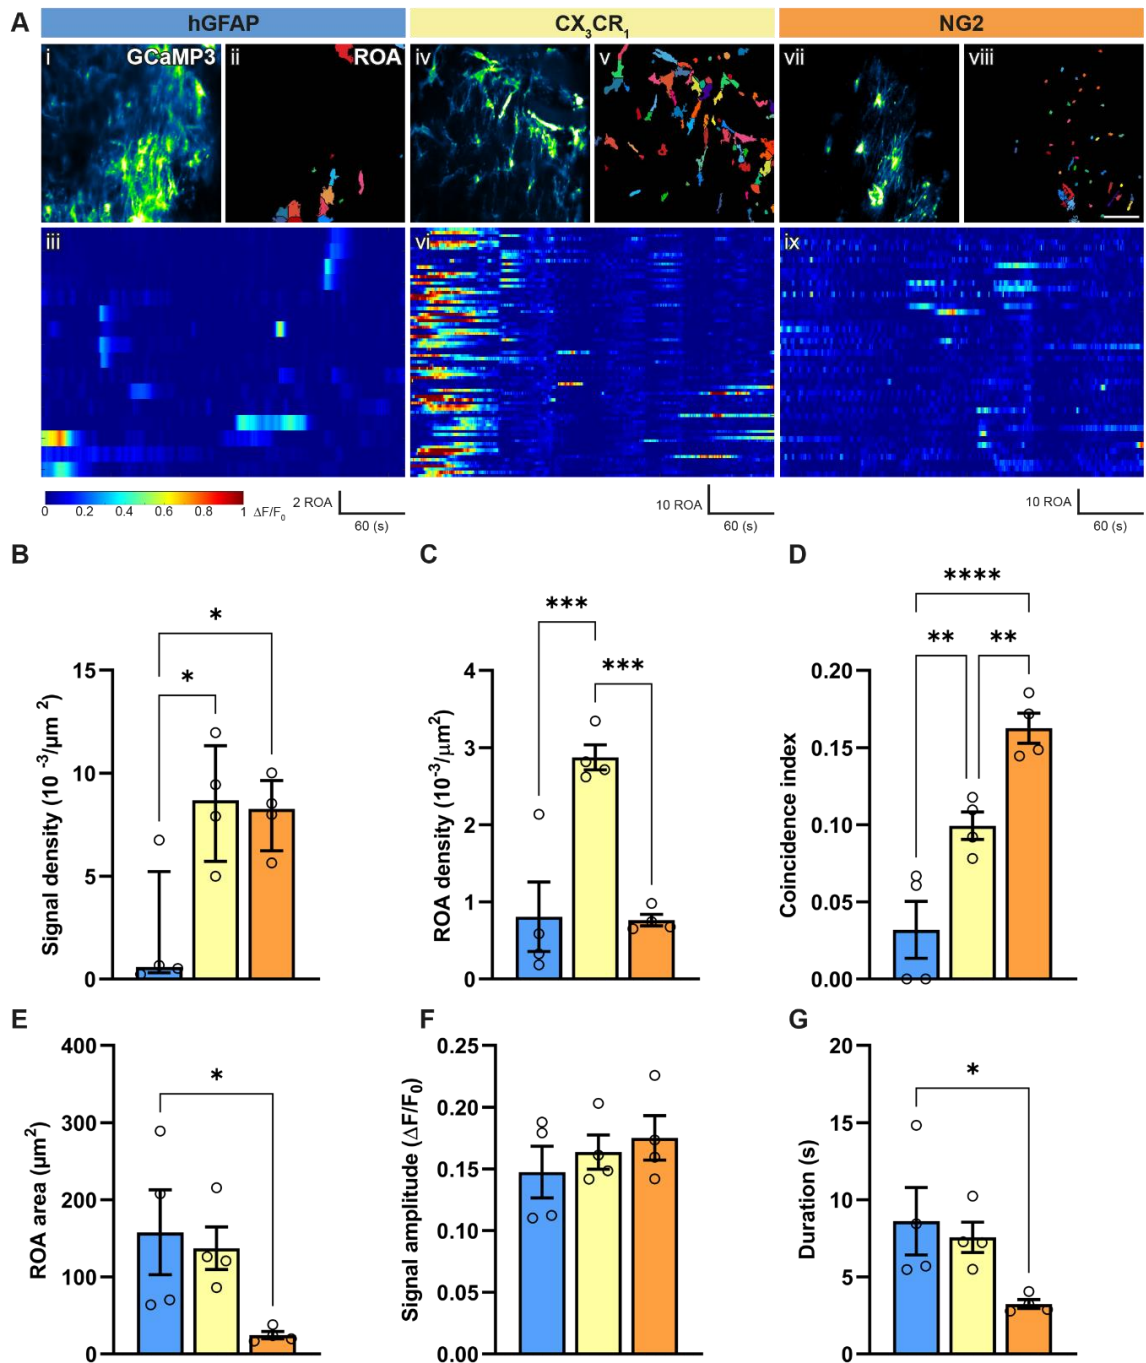 A
hGFAP
CX₃CR₁
NG2
i
GCaMP3
ii
ROA
iv
v
vii
viii
iii
vi
ix
0 0.2 0.4 0.6 0.8 1 ΔF/F₀
2 ROA
60 (s)
10 ROA
60 (s)
10 ROA
60 (s)
B
Signal density (10⁻³/µm²)
15
10
5
0
*
*
C
ROA density (10⁻³/µm²)
4
3
2
1
0
***
***
D
Coincidence index
0.20
0.15
0.10
0.05
0.00
****
**
**
E
ROA area (µm²)
400
300
200
100
0
*
F
Signal amplitude (ΔF/F₀)
0.25
0.20
0.15
0.10
0.05
0.00
G
Duration (s)
20
15
10
5
0
*